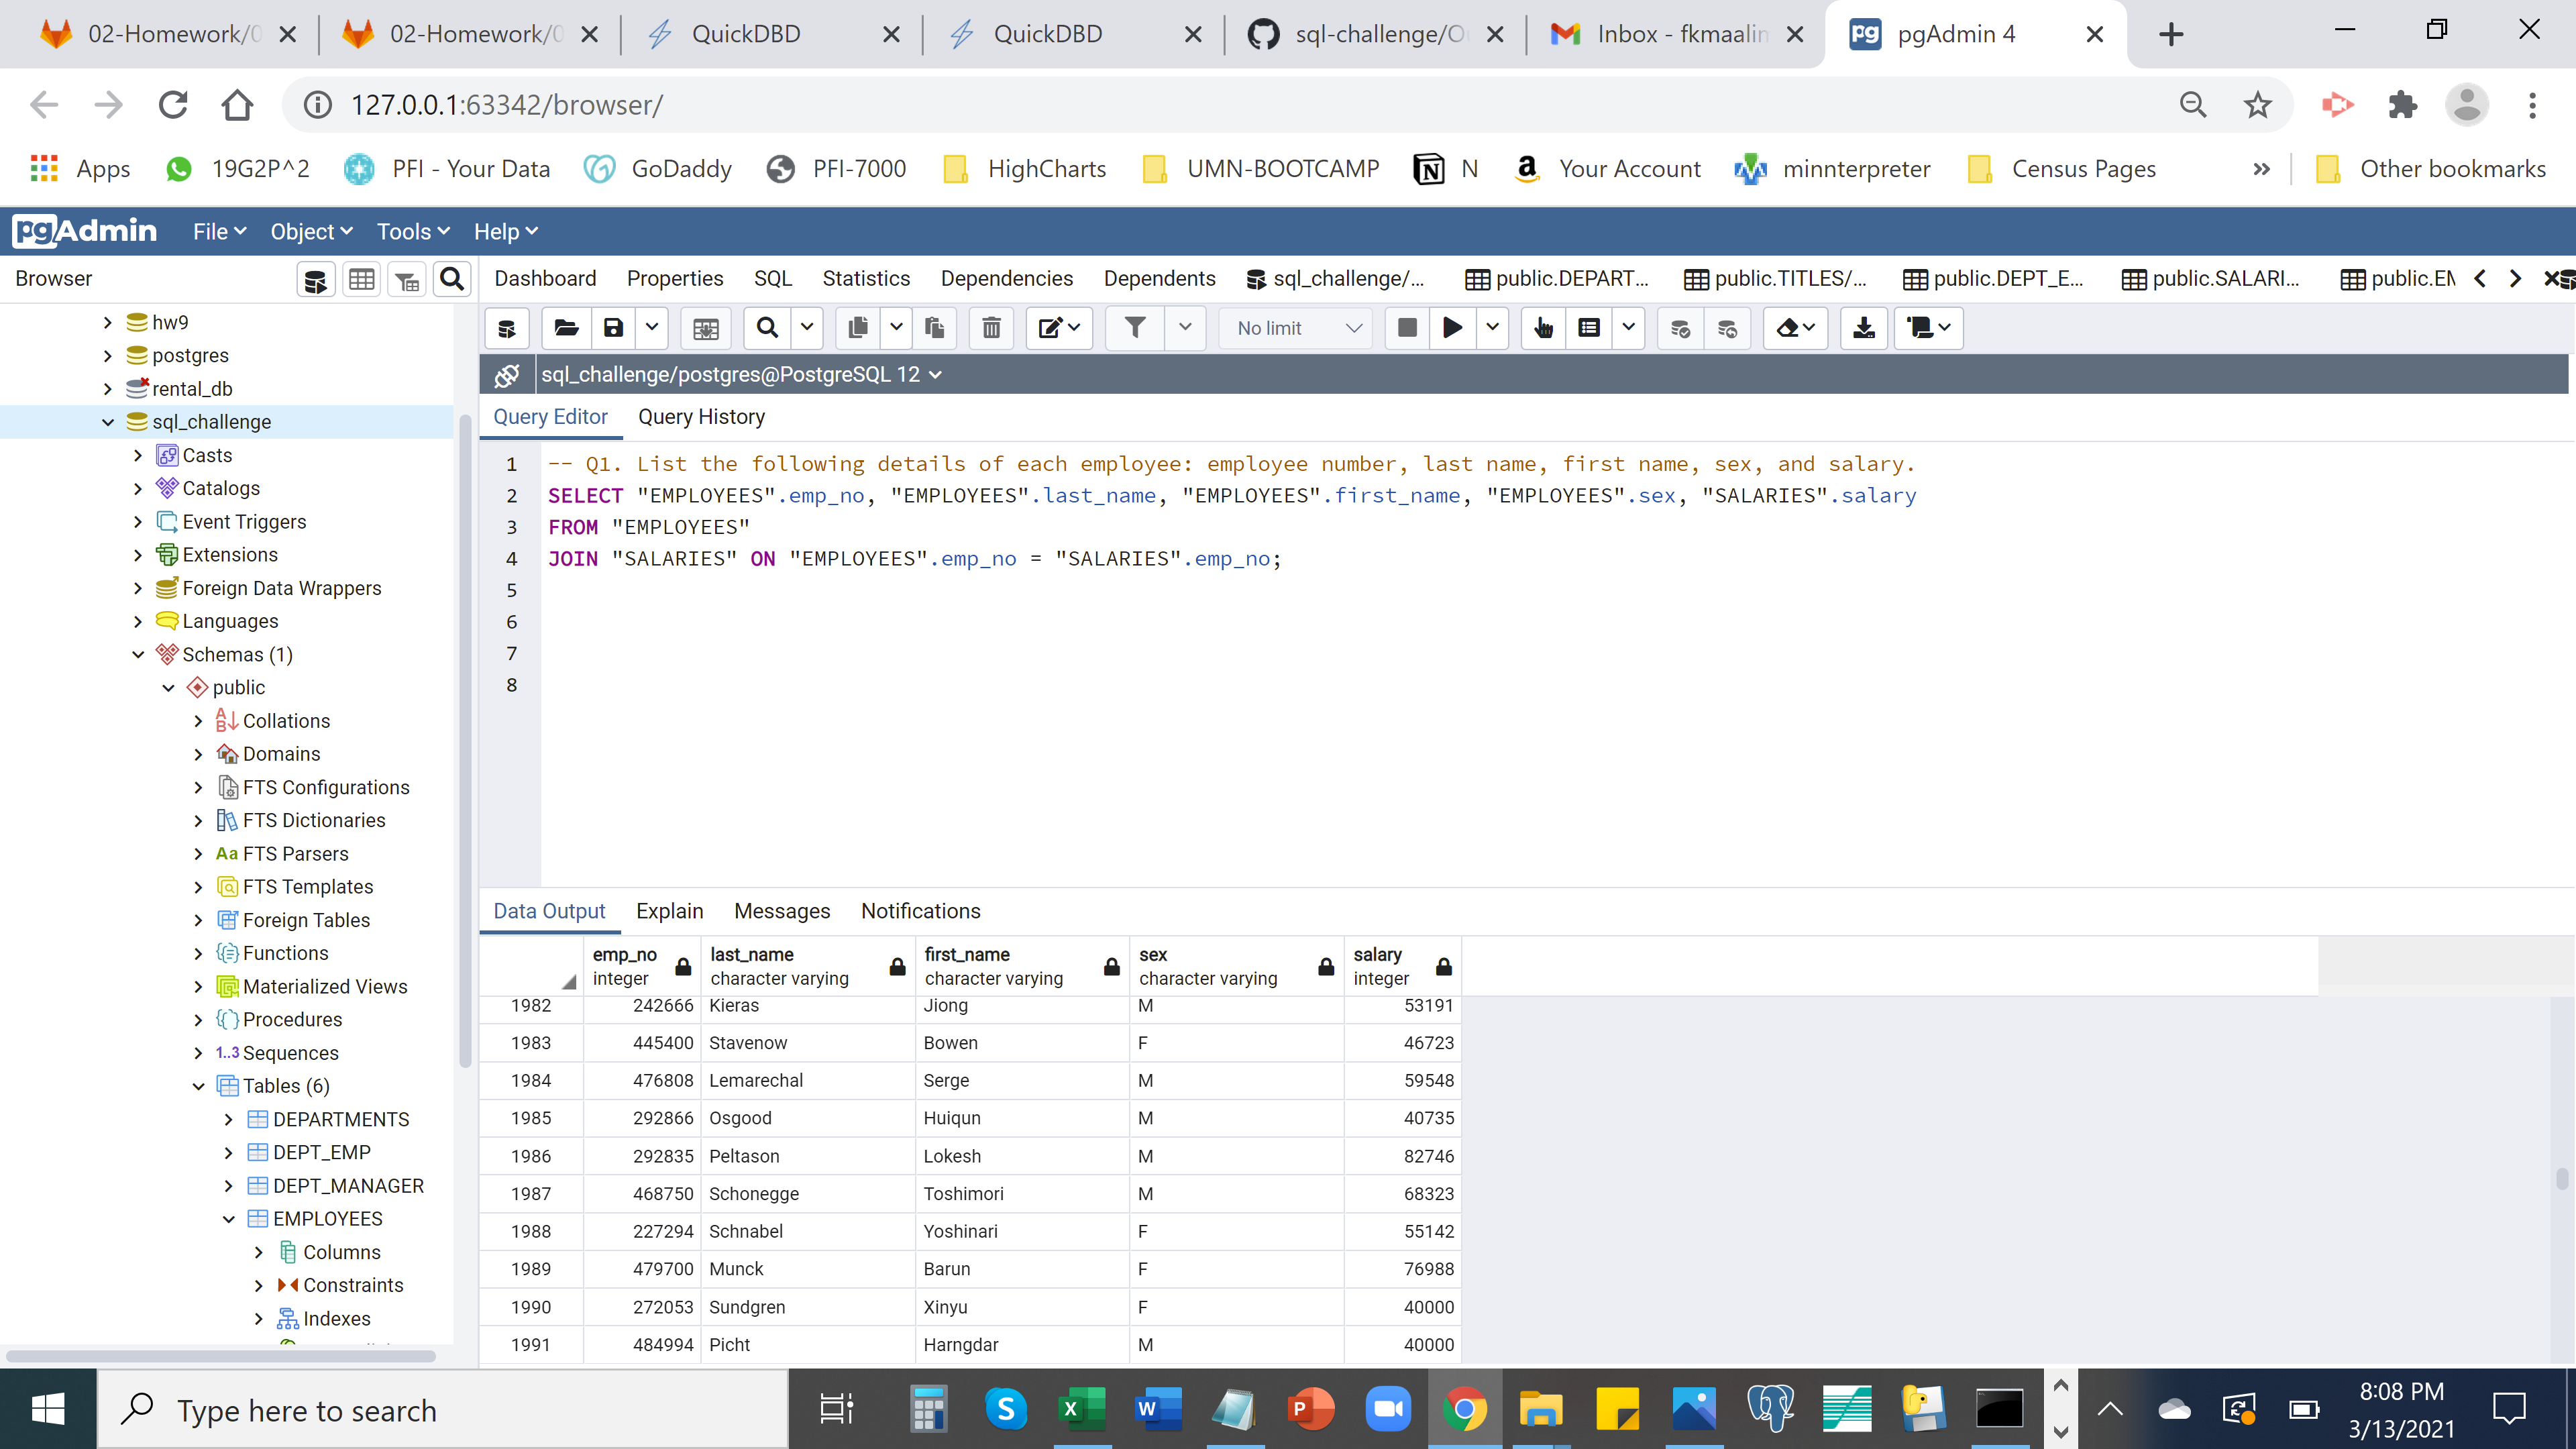 02-Homework/0
02-Homework/0
QuickDBD
QuickDBD
sql-challenge/O
Inbox - fkmaalin
pgAdmin 4
127.0.0.1:63342/browser/
Apps
19G2P^2
PFI - Your Data
GoDaddy
PFI-7000
HighCharts
UMN-BOOTCAMP
N
Your Account
minnterpreter
Census Pages
»
Other bookmarks
pgAdmin
File
Object
Tools
Help
Browser
Dashboard
Properties
SQL
Statistics
Dependencies
Dependents
sql_challenge/...
public.DEPART...
public.TITLES/...
public.DEPT_E...
public.SALARI...
public.EM
No limit
sql_challenge/postgres@PostgreSQL 12
Query Editor
Query History
1 -- Q1. List the following details of each employee: employee number, last name, first name, sex, and salary.
2 SELECT "EMPLOYEES".emp_no, "EMPLOYEES".last_name, "EMPLOYEES".first_name, "EMPLOYEES".sex, "SALARIES".salary
3 FROM "EMPLOYEES"
4 JOIN "SALARIES" ON "EMPLOYEES".emp_no = "SALARIES".emp_no;
5
6
7
8
hw9
postgres
rental_db
sql_challenge
Casts
Catalogs
Event Triggers
Extensions
Foreign Data Wrappers
Languages
Schemas (1)
public
Collations
Domains
FTS Configurations
FTS Dictionaries
Aa FTS Parsers
FTS Templates
Foreign Tables
Functions
Materialized Views
Procedures
1..3 Sequences
Tables (6)
DEPARTMENTS
DEPT_EMP
DEPT_MANAGER
EMPLOYEES
Columns
Constraints
Indexes
Data Output
Explain
Messages
Notifications
emp_no last_name first_name sex salary
integer character varying character varying character varying integer
1982 242666 Kieras Jiong M 53191
1983 445400 Stavenow Bowen F 46723
1984 476808 Lemarechal Serge M 59548
1985 292866 Osgood Huiqun M 40735
1986 292835 Peltason Lokesh M 82746
1987 468750 Schonegge Toshimori M 68323
1988 227294 Schnabel Yoshinari F 55142
1989 479700 Munck Barun F 76988
1990 272053 Sundgren Xinyu F 40000
1991 484994 Picht Harngdar M 40000
Type here to search
8:08 PM
3/13/2021